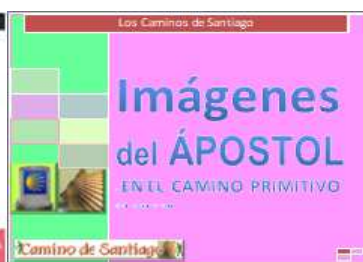 Los Caminos de Santiago
Imágenes
del ÁPOSTOL
EN EL CAMINO PRIMITIVO
Camino de Santiago